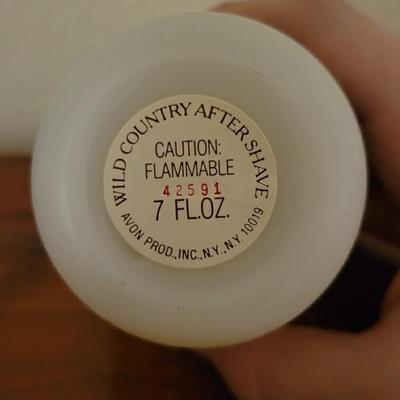 WILD COUNTRY AFTER SHAVE
CAUTION:
FLAMMABLE
42591
7 FL.OZ.
AVON PROD., INC., N.Y., N.Y. 10019